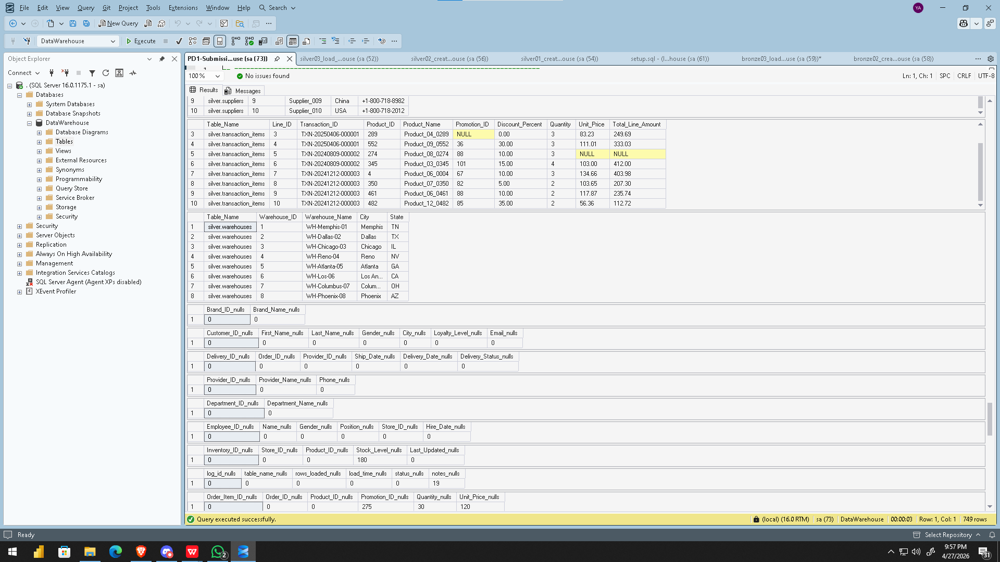 File Edit View Query Git Project Tools Extensions Window Help Search YA
New Query
DataWarehouse Execute
Object Explorer
Connect
. (SQL Server 16.0.1175.1 - sa)
Databases
System Databases
Database Snapshots
DataWarehouse
Database Diagrams
Tables
Views
External Resources
Synonyms
Programmability
Query Store
Service Broker
Storage
Security
Security
Server Objects
Replication
Always On High Availability
Management
Integration Services Catalogs
SQL Server Agent (Agent XPs disabled)
XEvent Profiler
PD1-Submissi...use (sa (73)) silver03_load_...ouse (sa (52)) silver02_creat...ouse (sa (56)) silver01_creat...ouse (sa (54)) setup.sql - (l...house (sa (61)) bronze03_load...use (sa (59))* bronze02_crea...ouse (sa (58))
100 % No issues found Ln: 1, Ch: 1 SPC CRLF UTF-8
Results Messages
9 silver.suppliers 9 Supplier_009 China +1-800-718-8982
10 silver.suppliers 10 Supplier_010 USA +1-800-718-2012
Table_Name Line_ID Transaction_ID Product_ID Product_Name Promotion_ID Discount_Percent Quantity Unit_Price Total_Line_Amount
3 silver.transaction_items 3 TXN-20250406-000001 289 Product_04_0289 NULL 0.00 3 83.23 249.69
4 silver.transaction_items 4 TXN-20250406-000001 552 Product_09_0552 36 30.00 3 111.01 333.03
5 silver.transaction_items 5 TXN-20240809-000002 274 Product_08_0274 88 10.00 3 NULL NULL
6 silver.transaction_items 6 TXN-20240809-000002 345 Product_03_0345 101 15.00 4 103.00 412.00
7 silver.transaction_items 7 TXN-20241212-000003 4 Product_06_0004 67 10.00 3 134.66 403.98
8 silver.transaction_items 8 TXN-20241212-000003 350 Product_07_0350 82 5.00 2 103.65 207.30
9 silver.transaction_items 9 TXN-20241212-000003 461 Product_06_0461 88 10.00 2 117.87 235.74
10 silver.transaction_items 10 TXN-20241212-000003 482 Product_12_0482 85 35.00 2 56.36 112.72
Table_Name Warehouse_ID Warehouse_Name City State
1 silver.warehouses 1 WH-Memphis-01 Memphis TN
2 silver.warehouses 2 WH-Dallas-02 Dallas TX
3 silver.warehouses 3 WH-Chicago-03 Chicago IL
4 silver.warehouses 4 WH-Reno-04 Reno NV
5 silver.warehouses 5 WH-Atlanta-05 Atlanta GA
6 silver.warehouses 6 WH-Los-06 Los An... CA
7 silver.warehouses 7 WH-Columbus-07 Colum... OH
8 silver.warehouses 8 WH-Phoenix-08 Phoenix AZ
Brand_ID_nulls Brand_Name_nulls
1 0 0
Customer_ID_nulls First_Name_nulls Last_Name_nulls Gender_nulls City_nulls Loyalty_Level_nulls Email_nulls
1 0 0 0 0 0 0 0
Delivery_ID_nulls Order_ID_nulls Provider_ID_nulls Ship_Date_nulls Delivery_Date_nulls Delivery_Status_nulls
1 0 0 0 0 0 0
Provider_ID_nulls Provider_Name_nulls Phone_nulls
1 0 0 0
Department_ID_nulls Department_Name_nulls
1 0 0
Employee_ID_nulls Name_nulls Gender_nulls Position_nulls Store_ID_nulls Hire_Date_nulls
1 0 0 0 0 0 0
Inventory_ID_nulls Store_ID_nulls Product_ID_nulls Stock_Level_nulls Last_Updated_nulls
1 0 0 0 180 0
log_id_nulls table_name_nulls rows_loaded_nulls load_time_nulls status_nulls notes_nulls
1 0 0 0 0 0 19
Order_Item_ID_nulls Order_ID_nulls Product_ID_nulls Promotion_ID_nulls Quantity_nulls Unit_Price_nulls
1 0 0 0 275 30 120
Query executed successfully. (local) (16.0 RTM) sa (73) DataWarehouse 00:00:03 Row: 1, Col: 1 749 rows
Ready Select Repository
2 9:57 PM
4/27/2026 31